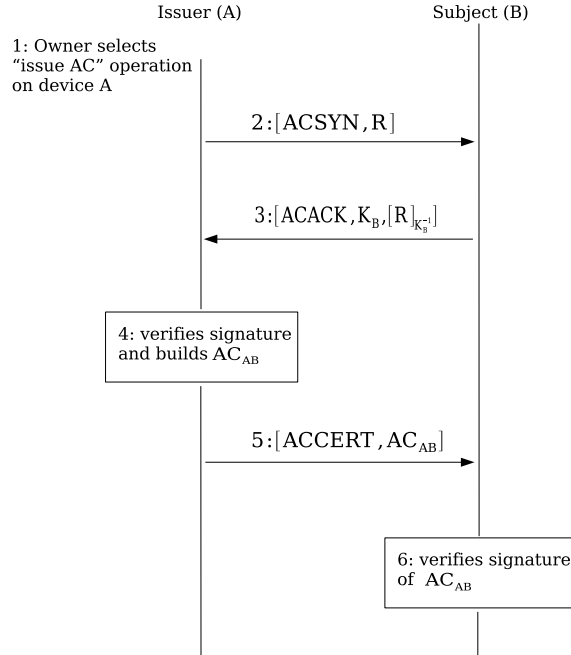 Issuer (A)
Subject (B)
1: Owner selects
“issue AC” operation
on device A
2:[ACSYN,R]
3:[ACACK,K_B,[R]_{K_B^{-1}}]
4: verifies signature
and builds AC_AB
5:[ACCERT,AC_AB]
6: verifies signature
of AC_AB